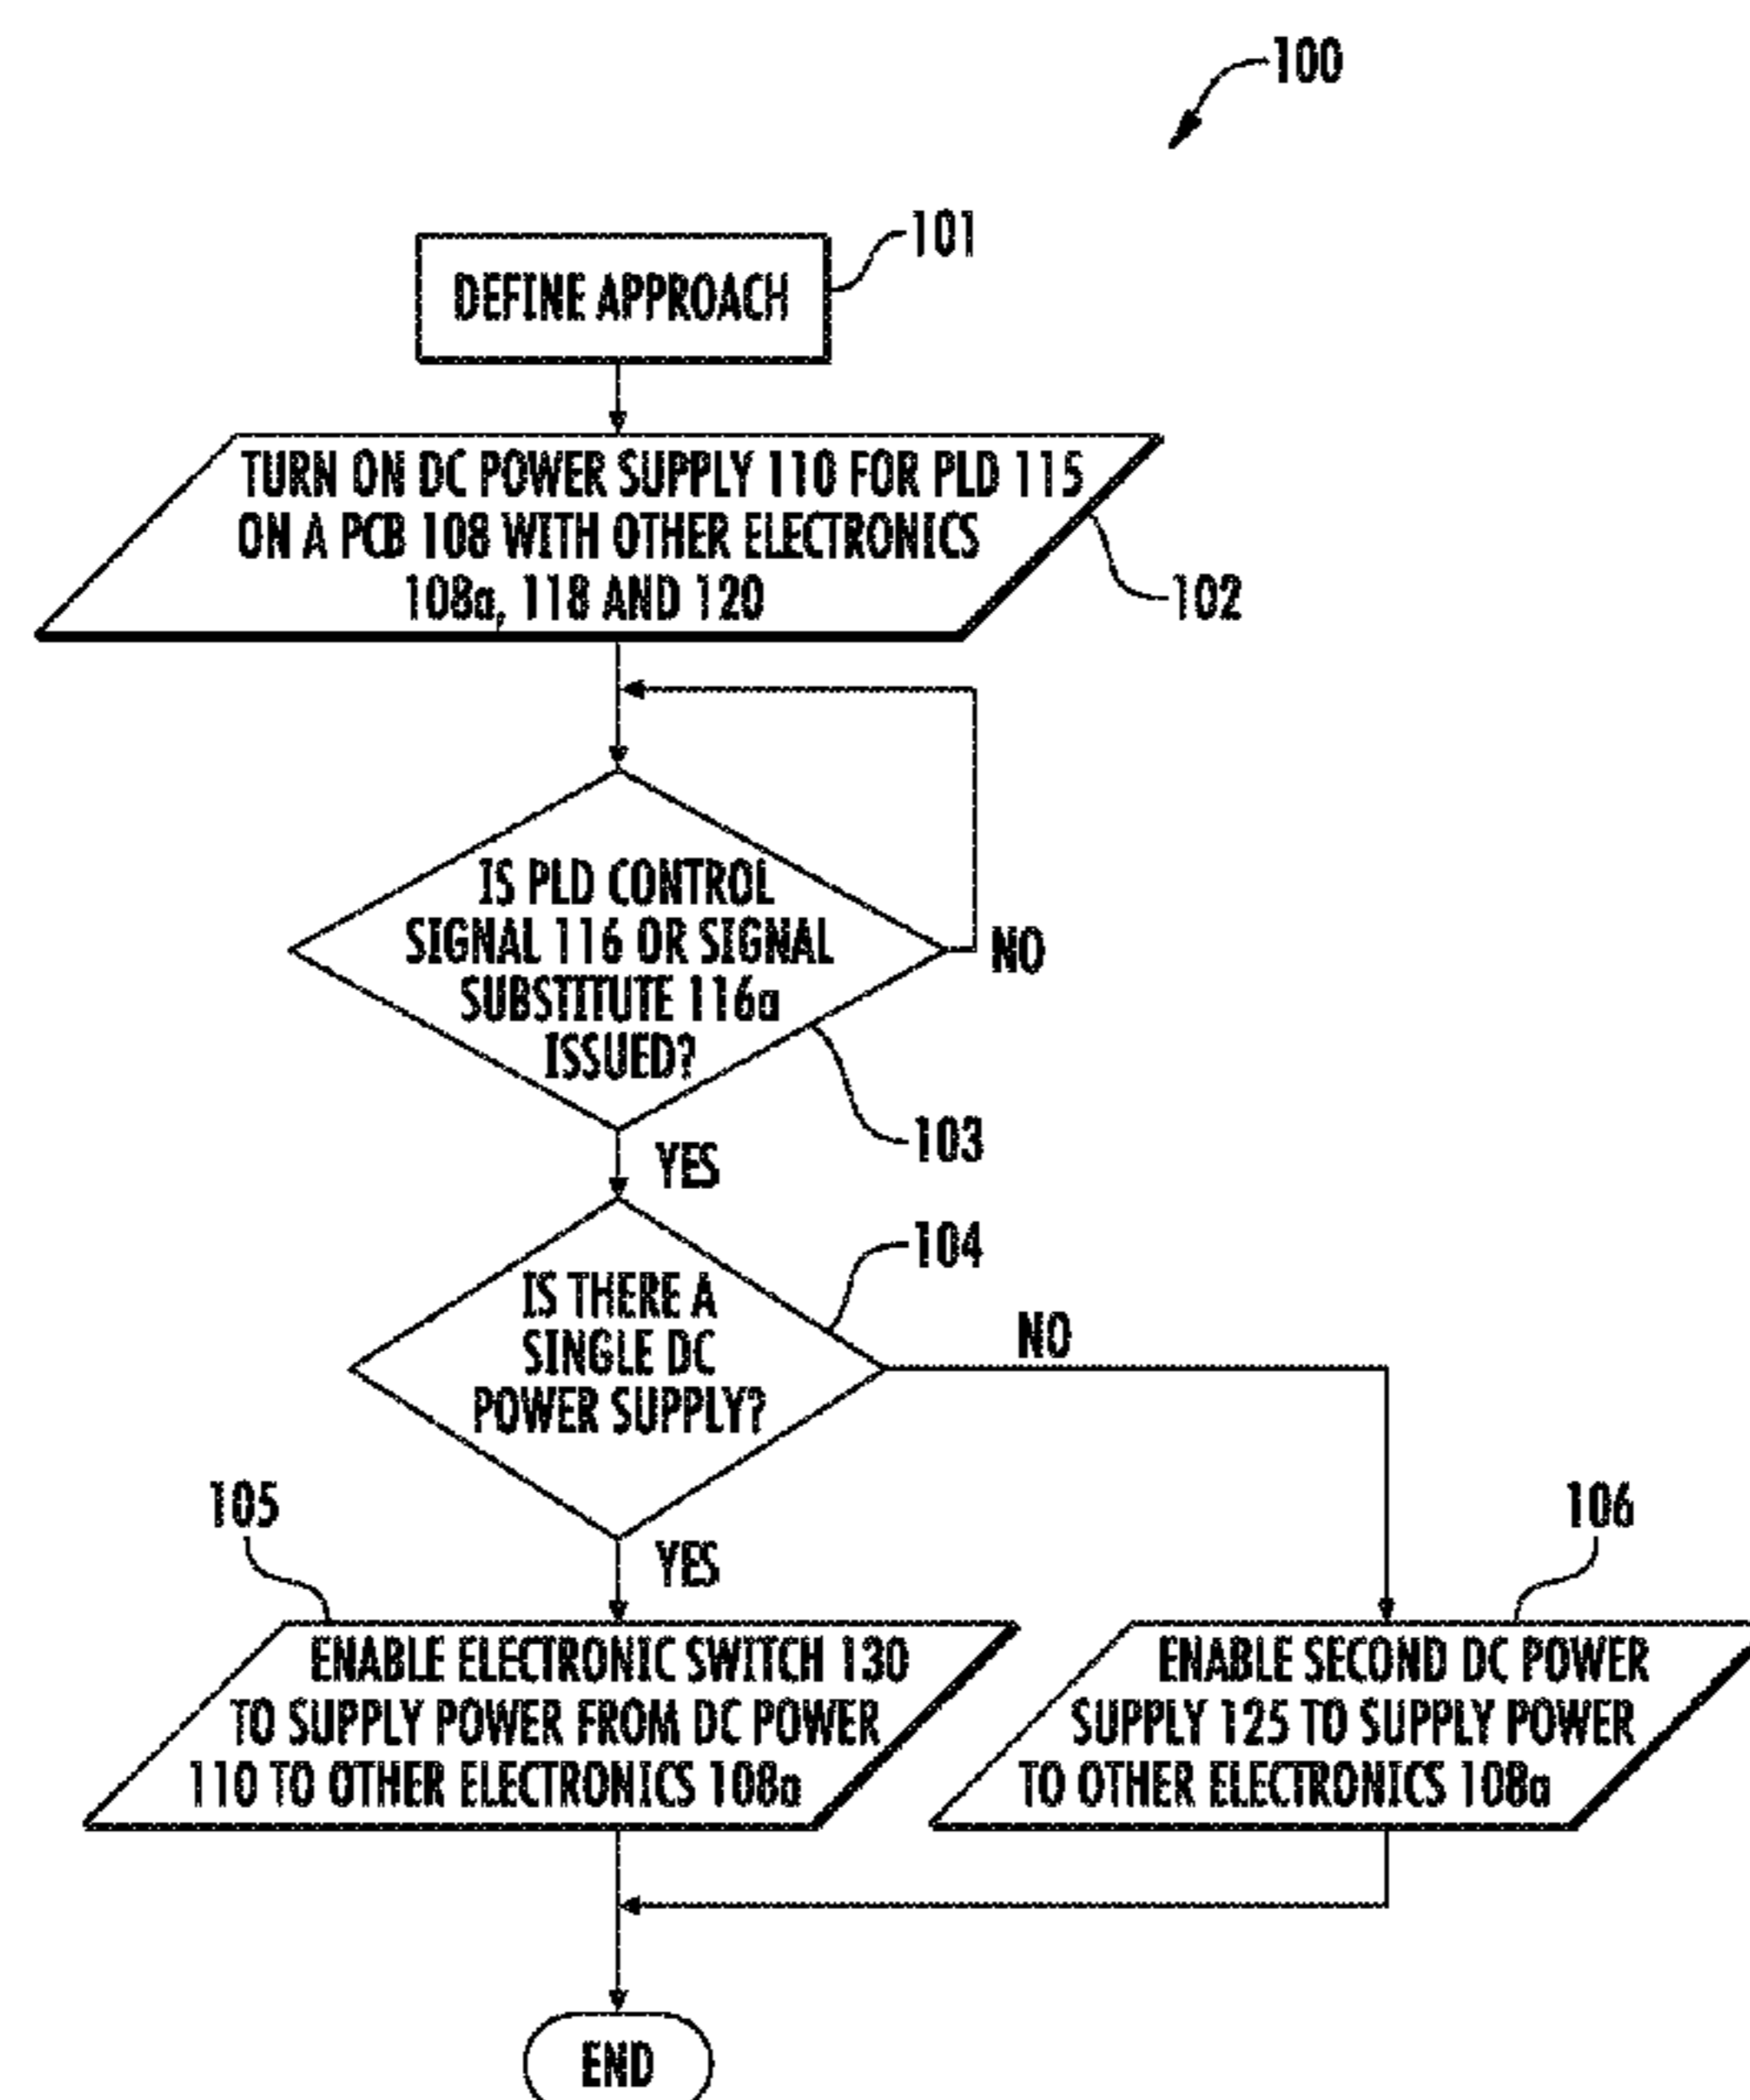 100
101
DEFINE APPROACH
TURN ON DC POWER SUPPLY 110 FOR PLD 115
ON A PCB 108 WITH OTHER ELECTRONICS
108a, 118 AND 120
102
IS PLD CONTROL
SIGNAL 116 OR SIGNAL
SUBSTITUTE 116a
ISSUED?
NO
103
YES
104
IS THERE A
SINGLE DC
POWER SUPPLY?
NO
YES
105
106
ENABLE ELECTRONIC SWITCH 130
TO SUPPLY POWER FROM DC POWER
110 TO OTHER ELECTRONICS 108a
ENABLE SECOND DC POWER
SUPPLY 125 TO SUPPLY POWER
TO OTHER ELECTRONICS 108a
END